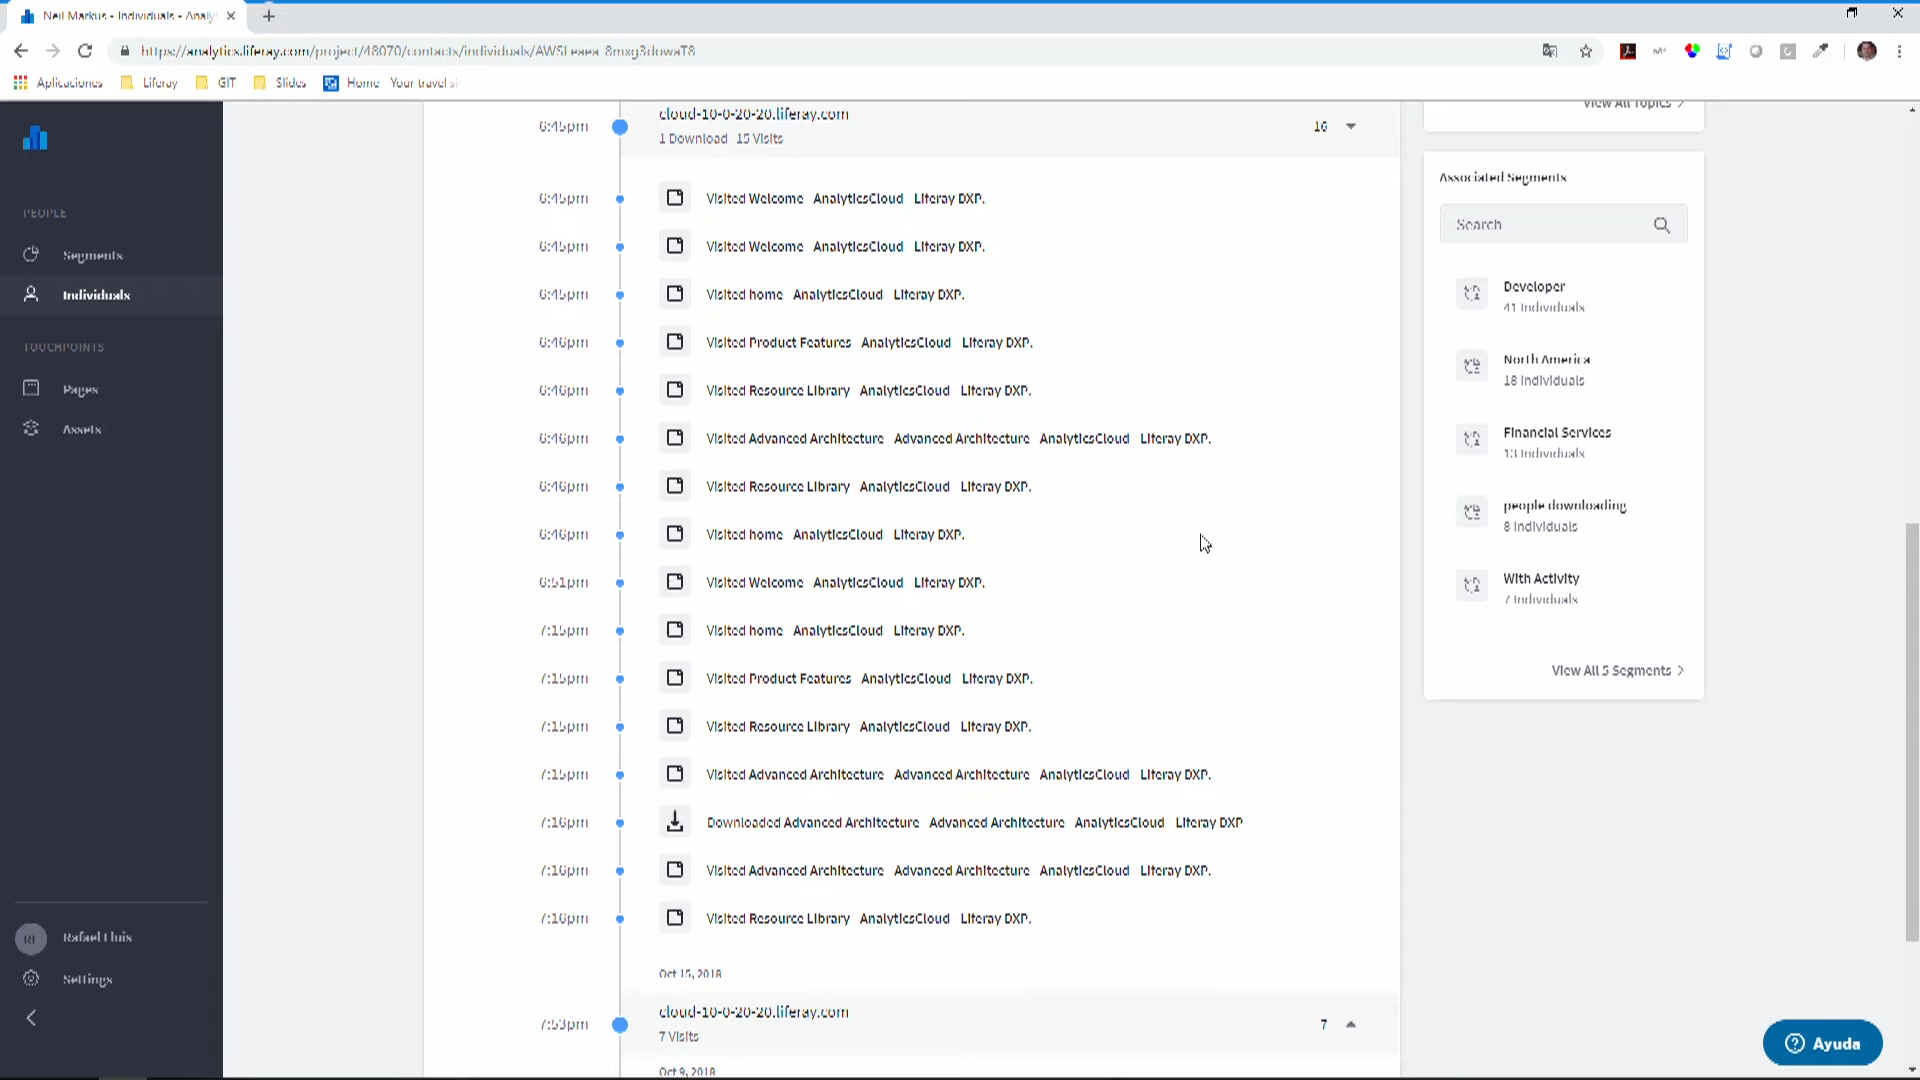 Neil Markus - Individuals - Analy
https://analytics.liferay.com/project/48070/contacts/individuals/
Aplicaciones
Liferay
GIT
Slides
Home
Your travel si
PEOPLE
Segments
Individuals
TOUCHPOINTS
Pages
Assets
Rafael Lluis
Settings
6:45pm cloud-10-0-20-20.liferay.com 16
1 Download 15 Visits
6:45pm Visited Welcome AnalyticsCloud Liferay DXP.
6:45pm Visited Welcome AnalyticsCloud Liferay DXP.
6:45pm Visited home AnalyticsCloud Liferay DXP.
6:46pm Visited Product Features AnalyticsCloud Liferay DXP.
6:46pm Visited Resource Library AnalyticsCloud Liferay DXP.
6:46pm Visited Advanced Architecture Advanced Architecture AnalyticsCloud Liferay DXP.
6:46pm Visited Resource Library AnalyticsCloud Liferay DXP.
6:46pm Visited home AnalyticsCloud Liferay DXP.
6:51pm Visited Welcome AnalyticsCloud Liferay DXP.
7:15pm Visited home AnalyticsCloud Liferay DXP.
7:15pm Visited Product Features AnalyticsCloud Liferay DXP.
7:15pm Visited Resource Library AnalyticsCloud Liferay DXP.
7:15pm Visited Advanced Architecture Advanced Architecture AnalyticsCloud Liferay DXP.
7:16pm Downloaded Advanced Architecture Advanced Architecture AnalyticsCloud Liferay DXP
7:16pm Visited Advanced Architecture Advanced Architecture AnalyticsCloud Liferay DXP.
7:16pm Visited Resource Library AnalyticsCloud Liferay DXP.
Oct 15, 2018
7:53pm cloud-10-0-20-20.liferay.com 7
7 Visits
Oct 9, 2018
View All Topics
Associated Segments
Search
Developer
41 Individuals
North America
18 Individuals
Financial Services
13 Individuals
people downloading
8 Individuals
With Activity
7 Individuals
View All 5 Segments
Ayuda